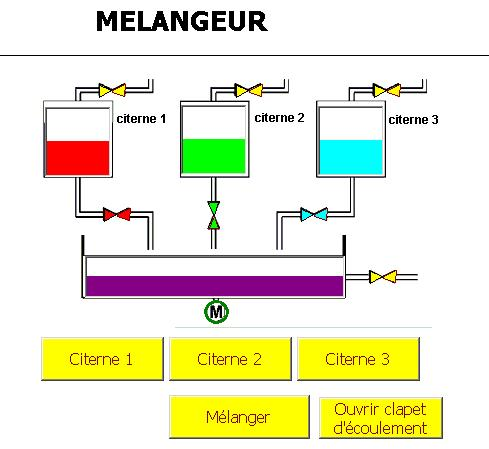 MELANGEUR
citerne 1
citerne 2
citerne 3
M
Citerne 1
Citerne 2
Citerne 3
Mélanger
Ouvrir clapet
d'écoulement